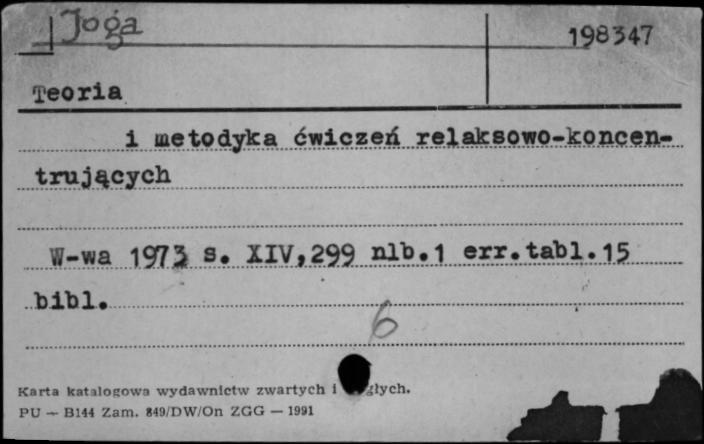 Joga
198347
Teoria
i metodyka ćwiczeń relaksowo-koncen-
trujących
W-wa 1973 s. XIV,299 nlb.1 err.tabl.15
bibl.
6
Karta katalogowa wydawnictw zwartych i głych.
PU — B144 Zam. 849/DW/On ZGG — 1991